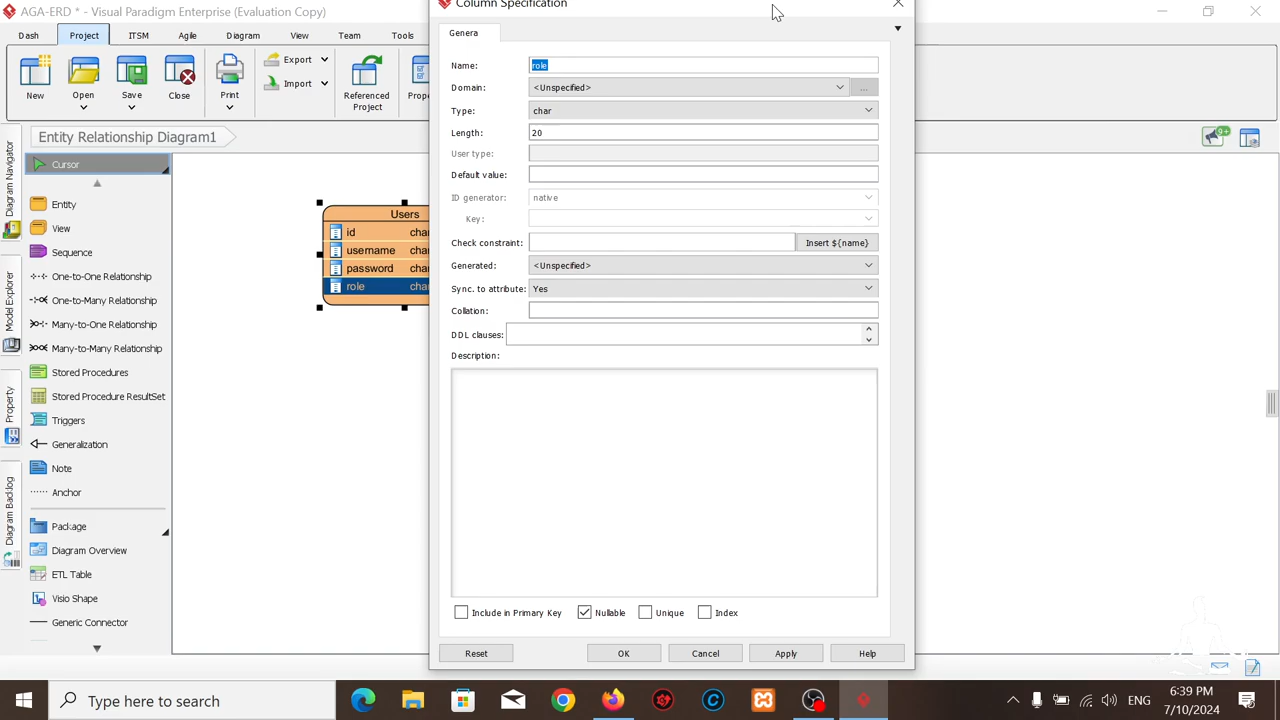 AGA-ERD * - Visual Paradigm Enterprise (Evaluation Copy)
Column Specification
Dash Project ITSM Agile Diagram View Team Tools
Genera
New Open Save Close Print Export Import Referenced Project
Name: role
Domain: <Unspecified> ...
Type: char
Length: 20
User type:
Default value:
ID generator: native
Key:
Check constraint: Insert ${name}
Generated: <Unspecified>
Sync. to attribute: Yes
Collation:
DDL clauses:
Description:
Include in Primary Key Nullable Unique Index
Reset OK Cancel Apply Help
Entity Relationship Diagram1
9+
Diagram Navigator
Model Explorer
Property
Diagram Backlog
Cursor
Entity
View
Sequence
One-to-One Relationship
One-to-Many Relationship
Many-to-One Relationship
Many-to-Many Relationship
Stored Procedures
Stored Procedure ResultSet
Triggers
Generalization
Note
Anchor
Package
Diagram Overview
ETL Table
Visio Shape
Generic Connector
Users
id
username
password
role
Type here to search
ENG
6:39 PM
7/10/2024